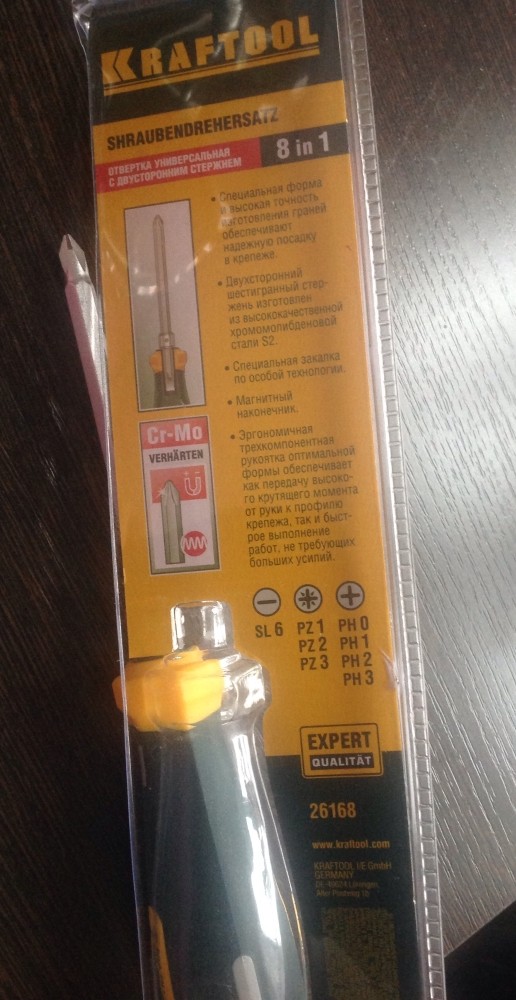 KRAFTOOL
SHRAUBENDREHERSATZ
ОТВЕРТКА УНИВЕРСАЛЬНАЯ
С ДВУСТОРОННИМ СТЕРЖНЕМ
8 in 1
• Специальная форма
и высокая точность
изготовления граней
обеспечивают
надежную посадку
в крепеже.
• Двухсторонний
шестигранный стер-
жень изготовлен
из высококачественной
хромомолибденовой
стали S2.
• Специальная закалка
по особой технологии.
• Магнитный
наконечник.
• Эргономичная
трехкомпонентная
рукоятка оптимальной
формы обеспечивает
как передачу высоко-
го крутящего момента
от руки к профилю
крепежа, так и быст-
рое выполнение
работ, не требующих
больших усилий.
Cr-Mo
VERHÄRTEN
SL 6 PZ 1 PH 0
PZ 2 PH 1
PZ 3 PH 2
PH 3
EXPERT
QUALITÄT
26168
www.kraftool.com
KRAFTOOL I/E GmbH
GERMANY